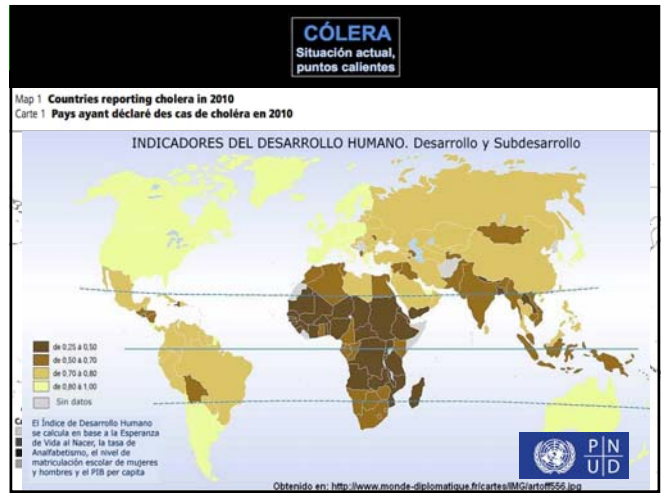 CÓLERA
Situación actual,
puntos calientes
Map 1 Countries reporting cholera in 2010
Carte 1 Pays ayant déclaré des cas de choléra en 2010
INDICADORES DEL DESARROLLO HUMANO. Desarrollo y Subdesarrollo
de 0,25 à 0,50
de 0,50 à 0,70
de 0,70 à 0,80
de 0,80 à 1,00
Sin datos
El Índice de Desarrollo Humano
se calcula en base a la Esperanza
de Vida al Nacer, la tasa de
Analfabetismo, el nivel de
matriculación escolar de mujeres
y hombres y el PIB per capita
P N
U D
Obtenido en: http://www.monde-diplomatique.fr/cartes/IMG/artoff556.jpg